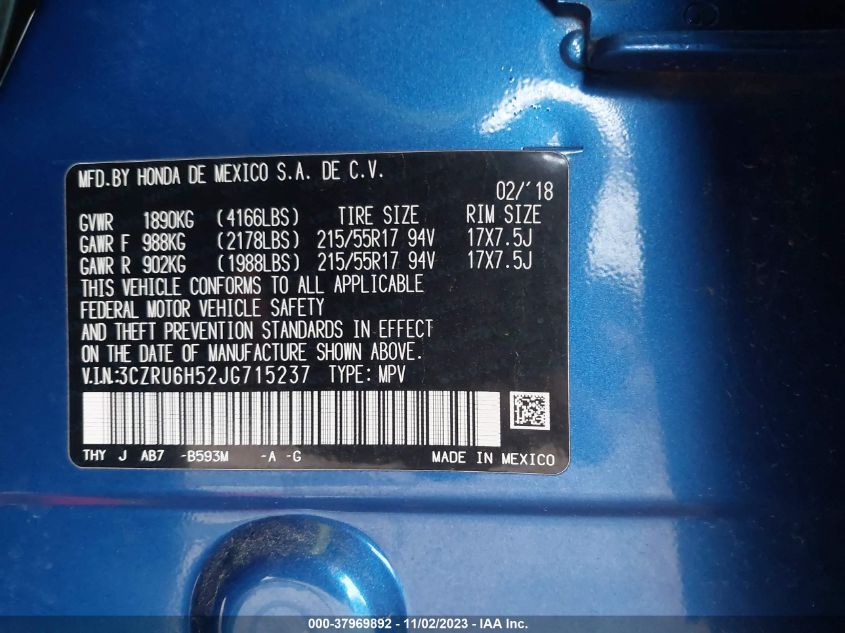 MFD.BY HONDA DE MEXICO S.A. DE C.V.
02/'18
GVWR 1890KG (4166LBS) TIRE SIZE RIM SIZE
GAWR F 988KG (2178LBS) 215/55R17 94V 17X7.5J
GAWR R 902KG (1988LBS) 215/55R17 94V 17X7.5J
THIS VEHICLE CONFORMS TO ALL APPLICABLE
FEDERAL MOTOR VEHICLE SAFETY
AND THEFT PREVENTION STANDARDS IN EFFECT
ON THE DATE OF MANUFACTURE SHOWN ABOVE.
V.I.N.:3CZRU6H52JG715237 TYPE: MPV
THY J AB7 -B593M -A -G MADE IN MEXICO
000-37969892 - 11/02/2023 - IAA Inc.